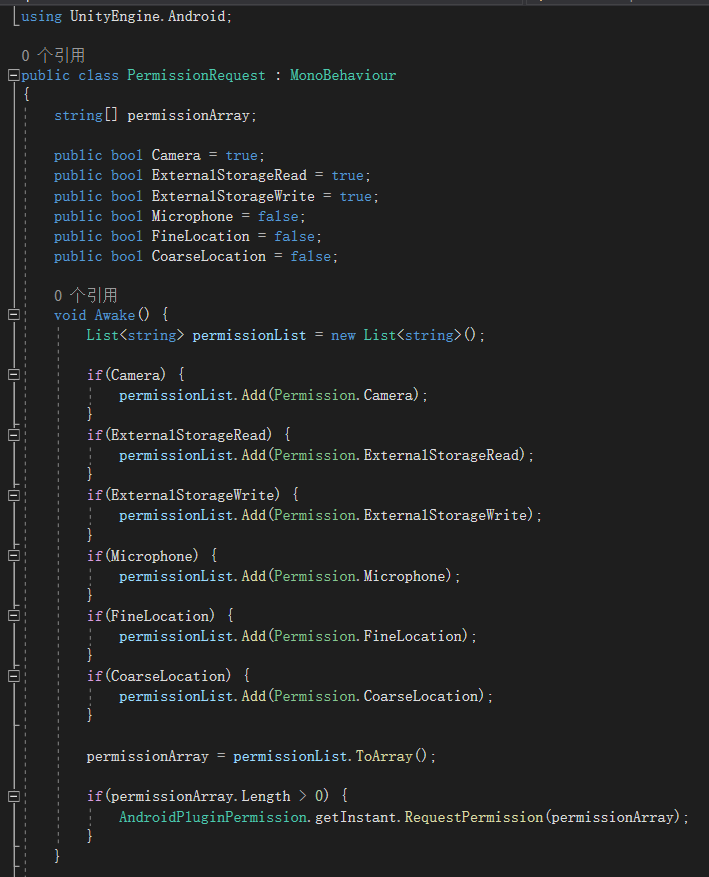 using UnityEngine.Android;
0 个引用
public class PermissionRequest : MonoBehaviour
{
string[] permissionArray;
public bool Camera = true;
public bool ExternalStorageRead = true;
public bool ExternalStorageWrite = true;
public bool Microphone = false;
public bool FineLocation = false;
public bool CoarseLocation = false;
0 个引用
void Awake() {
List<string> permissionList = new List<string>();
if(Camera) {
permissionList.Add(Permission.Camera);
}
if(ExternalStorageRead) {
permissionList.Add(Permission.ExternalStorageRead);
}
if(ExternalStorageWrite) {
permissionList.Add(Permission.ExternalStorageWrite);
}
if(Microphone) {
permissionList.Add(Permission.Microphone);
}
if(FineLocation) {
permissionList.Add(Permission.FineLocation);
}
if(CoarseLocation) {
permissionList.Add(Permission.CoarseLocation);
}
permissionArray = permissionList.ToArray();
if(permissionArray.Length > 0) {
AndroidPluginPermission.getInstant.RequestPermission(permissionArray);
}
}